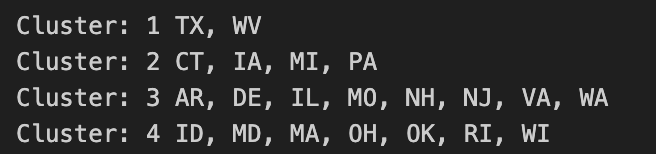 Cluster: 1 TX, WV
Cluster: 2 CT, IA, MI, PA
Cluster: 3 AR, DE, IL, MO, NH, NJ, VA, WA
Cluster: 4 ID, MD, MA, OH, OK, RI, WI